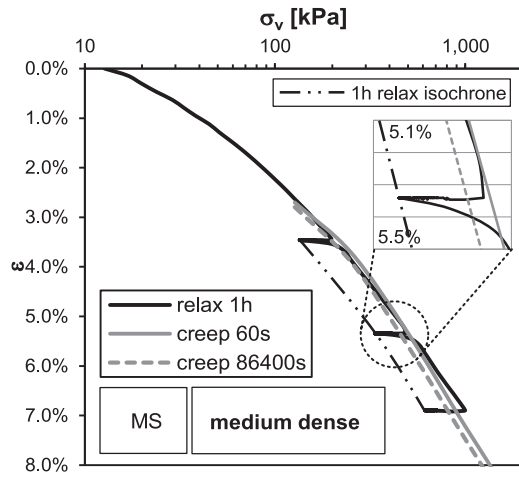 σv [kPa]
10 100 1,000
0.0%
1.0%
2.0%
3.0%
4.0%
5.0%
6.0%
7.0%
8.0%
ε
1h relax isochrone
5.1%
5.5%
relax 1h
creep 60s
creep 86400s
MS
medium dense